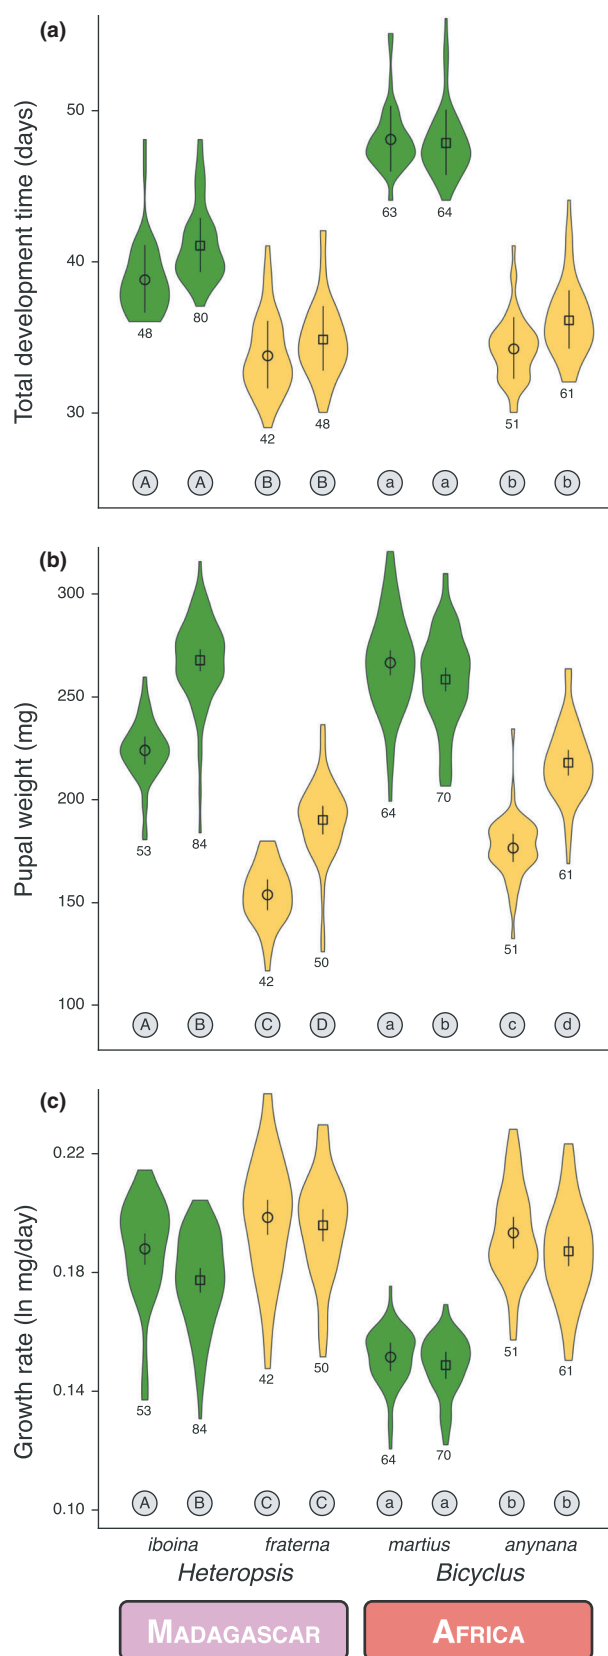 (a)
Total development time (days)
50
40
30
48 80 42 48 63 64 51 61
A A B B a a b b
(b)
Pupal weight (mg)
300
250
200
150
100
53 84 42 50 64 70 51 61
A B C D a b c d
(c)
Growth rate (ln mg/day)
0.22
0.18
0.14
0.10
53 84 42 50 64 70 51 61
A B C C a a b b
iboina fraterna martius anynana
Heteropsis Bicyclus
MADAGASCAR AFRICA